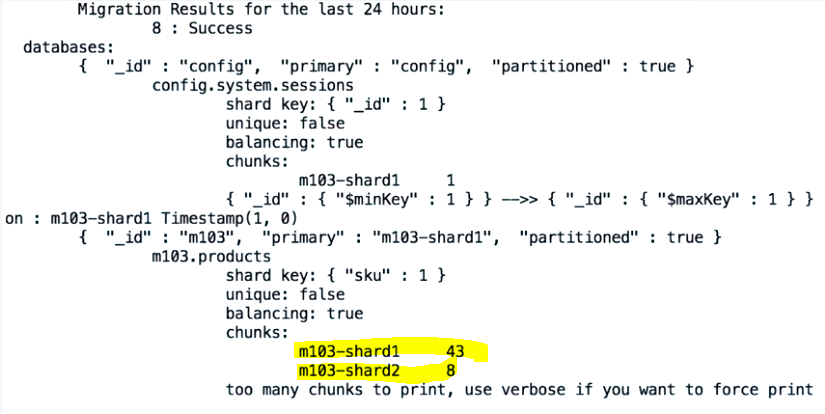 Migration Results for the last 24 hours:
8 : Success
databases:
{ "_id" : "config", "primary" : "config", "partitioned" : true }
config.system.sessions
shard key: { "_id" : 1 }
unique: false
balancing: true
chunks:
m103-shard1 1
{ "_id" : { "$minKey" : 1 } } -->> { "_id" : { "$maxKey" : 1 } }
on : m103-shard1 Timestamp(1, 0)
{ "_id" : "m103", "primary" : "m103-shard1", "partitioned" : true }
m103.products
shard key: { "sku" : 1 }
unique: false
balancing: true
chunks:
m103-shard1 43
m103-shard2 8
too many chunks to print, use verbose if you want to force print